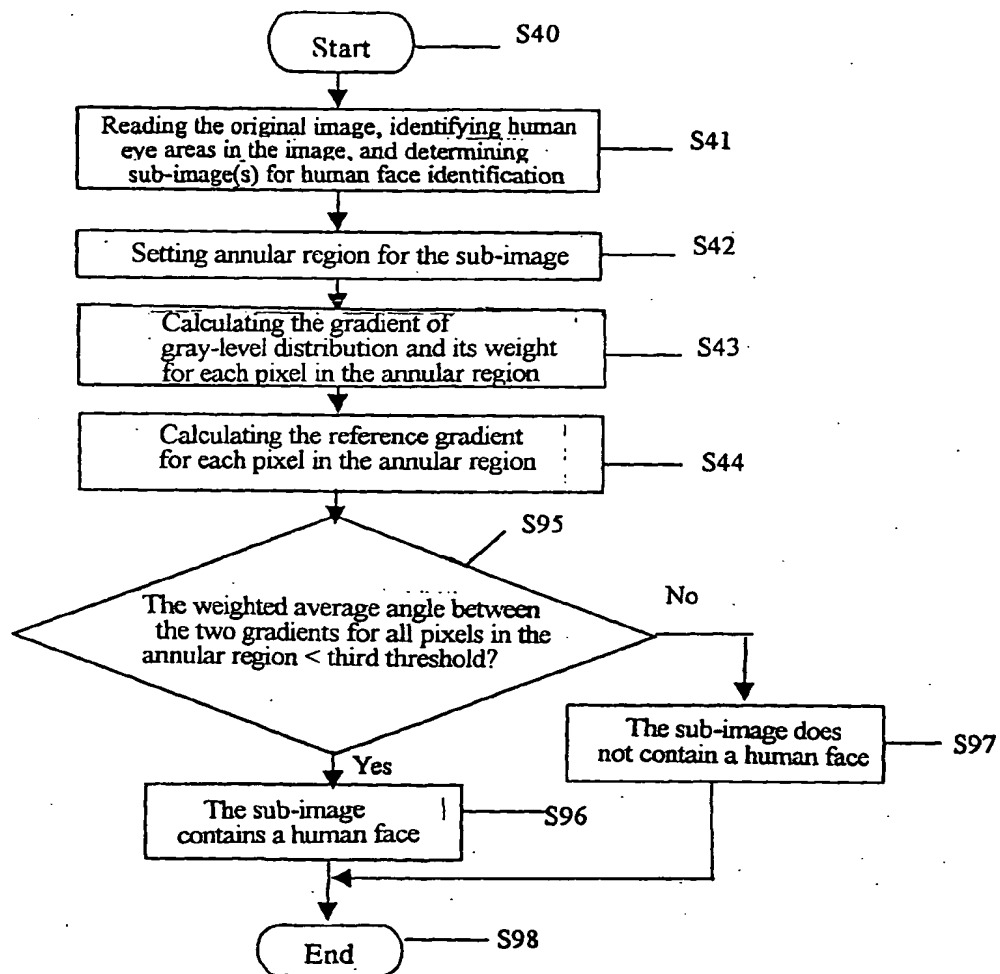 Start
S40
Reading the original image, identifying human
eye areas in the image, and determining
sub-image(s) for human face identification
S41
Setting annular region for the sub-image
S42
Calculating the gradient of
gray-level distribution and its weight
for each pixel in the annular region
S43
Calculating the reference gradient
for each pixel in the annular region
S44
S95
The weighted average angle between
the two gradients for all pixels in the
annular region < third threshold?
No
Yes
The sub-image does
not contain a human face
S97
The sub-image
contains a human face
S96
End
S98